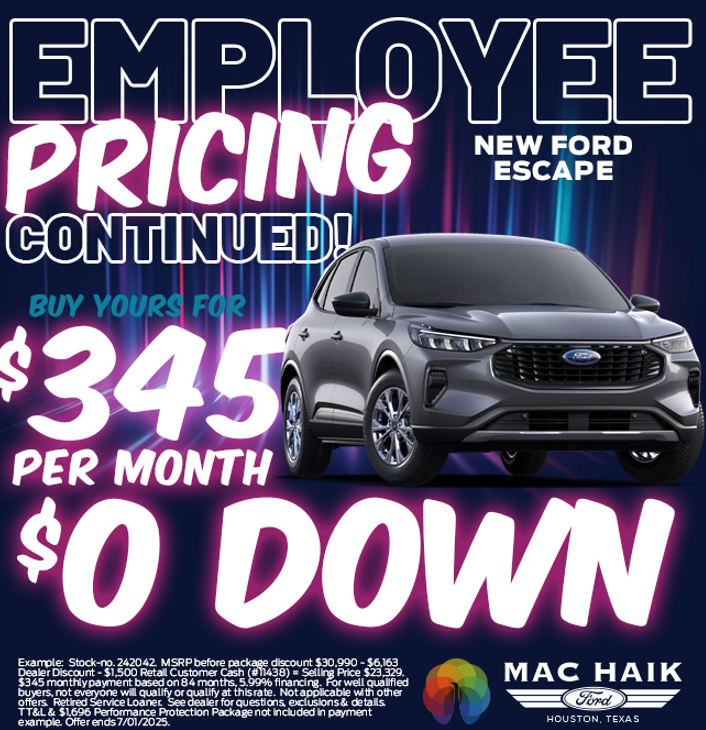 EMPLOYEE
PRICING
CONTINUED!
NEW FORD
ESCAPE
BUY YOURS FOR
$345
PER MONTH
$0 DOWN
Example: Stock-no. 242042. MSRP before package discount $30,990 - $6,163
Dealer Discount - $1,500 Retail Customer Cash (#11438) = Selling Price $23,329.
$345 monthly payment based on 84 months, 5.99% financing. For well qualified
buyers, not everyone will qualify or qualify at this rate. Not applicable with other
offers. Retired Service Loaner. See dealer for questions, exclusions & details.
TT&L & $1,696 Performance Protection Package not included in payment
example. Offer ends 7/01/2025.
MAC HAIK
Ford
HOUSTON, TEXAS